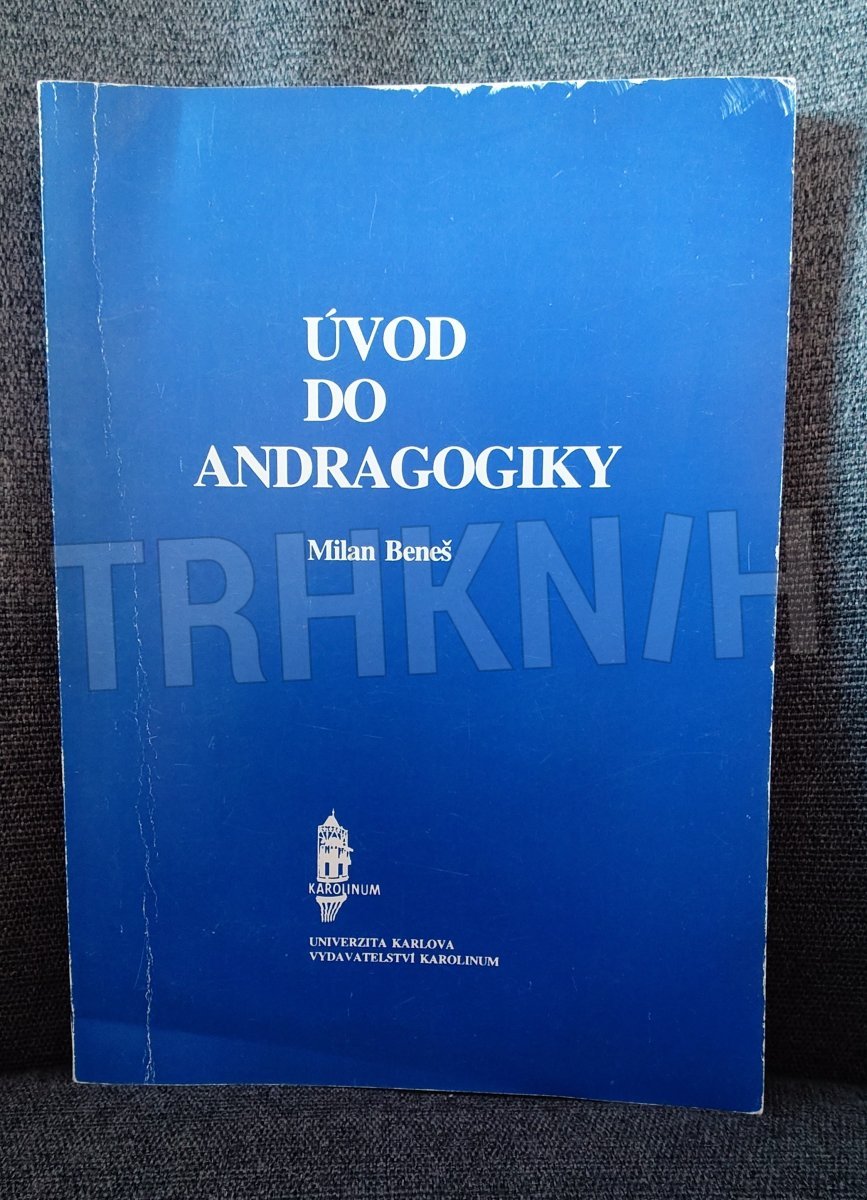 ÚVOD
DO
ANDRAGOGIKY
Milan Beneš
TRHKNIH
KAROLINUM
UNIVERZITA KARLOVA
VYDAVATELSTVÍ KAROLINUM